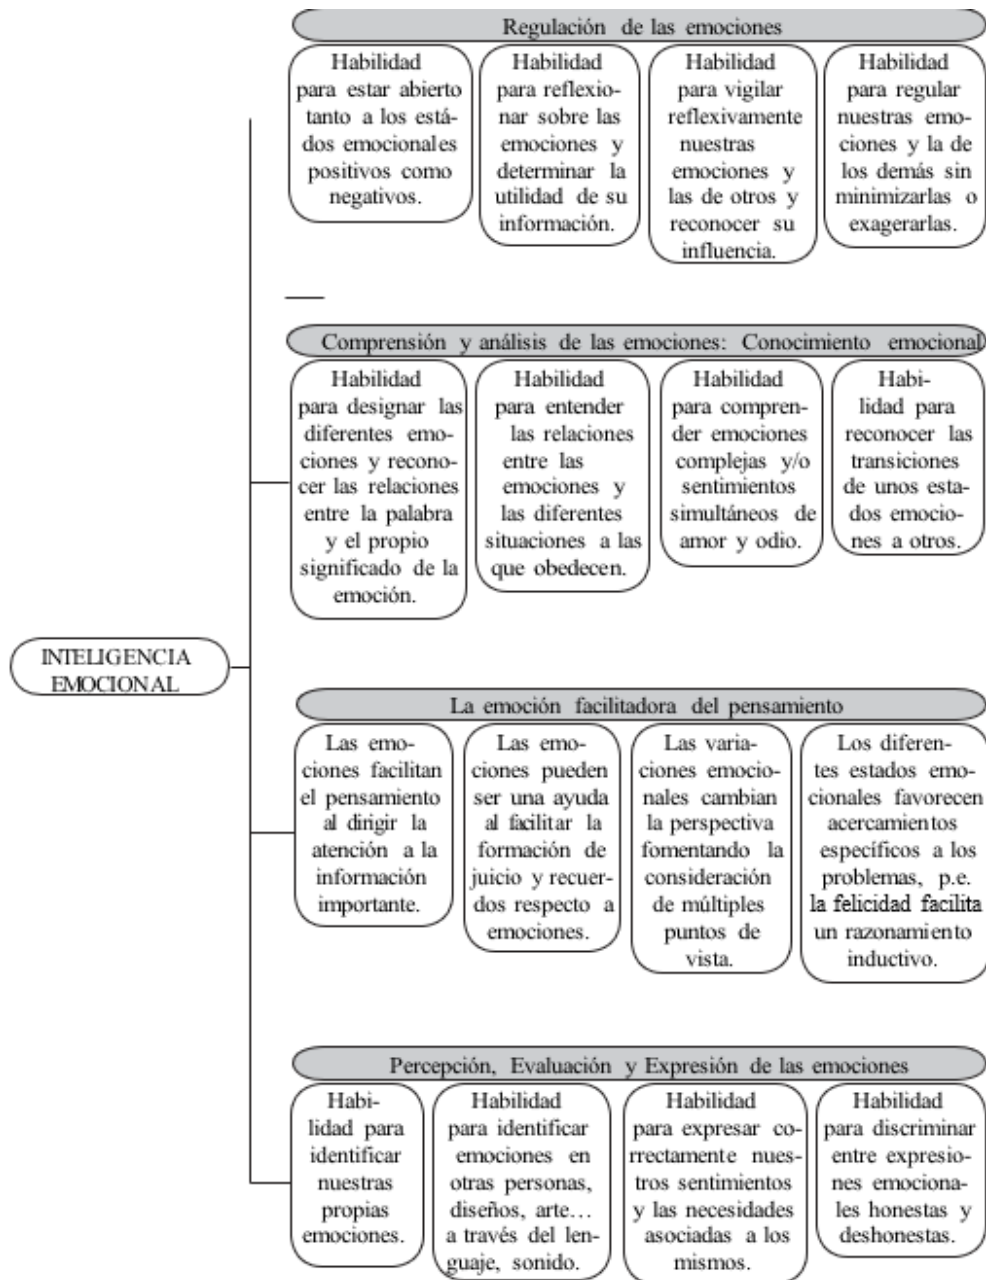 Regulación de las emociones
Habilidad
para estar abierto
tanto a los está-
dos emocionales
positivos como
negativos.
Habilidad
para reflexio-
nar sobre las
emociones y
determinar la
utilidad de su
información.
Habilidad
para vigilar
reflexivamente
nuestras
emociones y
las de otros y
reconocer su
influencia.
Habilidad
para regular
nuestras emo-
ciones y la de
los demás sin
minimizarlas o
exagerarlas.
Comprensión y análisis de las emociones: Conocimiento emocional
Habilidad
para designar las
diferentes emo-
ciones y recono-
cer las relaciones
entre la palabra
y el propio
significado de la
emoción.
Habilidad
para entender
las relaciones
entre las
emociones y
las diferentes
situaciones a las
que obedecen.
Habilidad
para compren-
der emociones
complejas y/o
sentimientos
simultáneos de
amor y odio.
Habi-
lidad para
reconocer las
transiciones
de unos esta-
dos emocio-
nes a otros.
INTELIGENCIA
EMOCIONAL
La emoción facilitadora del pensamiento
Las emo-
ciones facilitan
el pensamiento
al dirigir la
atención a la
información
importante.
Las emo-
ciones pueden
ser una ayuda
al facilitar la
formación de
juicio y recuer-
dos respecto a
emociones.
Las varia-
ciones emocio-
nales cambian
la perspectiva
fomentando la
consideración
de múltiples
puntos de
vista.
Los diferen-
tes estados emo-
cionales favorecen
acercamientos
específicos a los
problemas, p.e.
la felicidad facilita
un razonamiento
inductivo.
Percepción, Evaluación y Expresión de las emociones
Habi-
lidad para
identificar
nuestras
propias
emociones.
Habilidad
para identificar
emociones en
otras personas,
diseños, arte…
a través del len-
guaje, sonido.
Habilidad
para expresar co-
rrectamente nues-
tros sentimientos
y las necesidades
asociadas a los
mismos.
Habilidad
para discriminar
entre expresio-
nes emociona-
les honestas y
deshonestas.